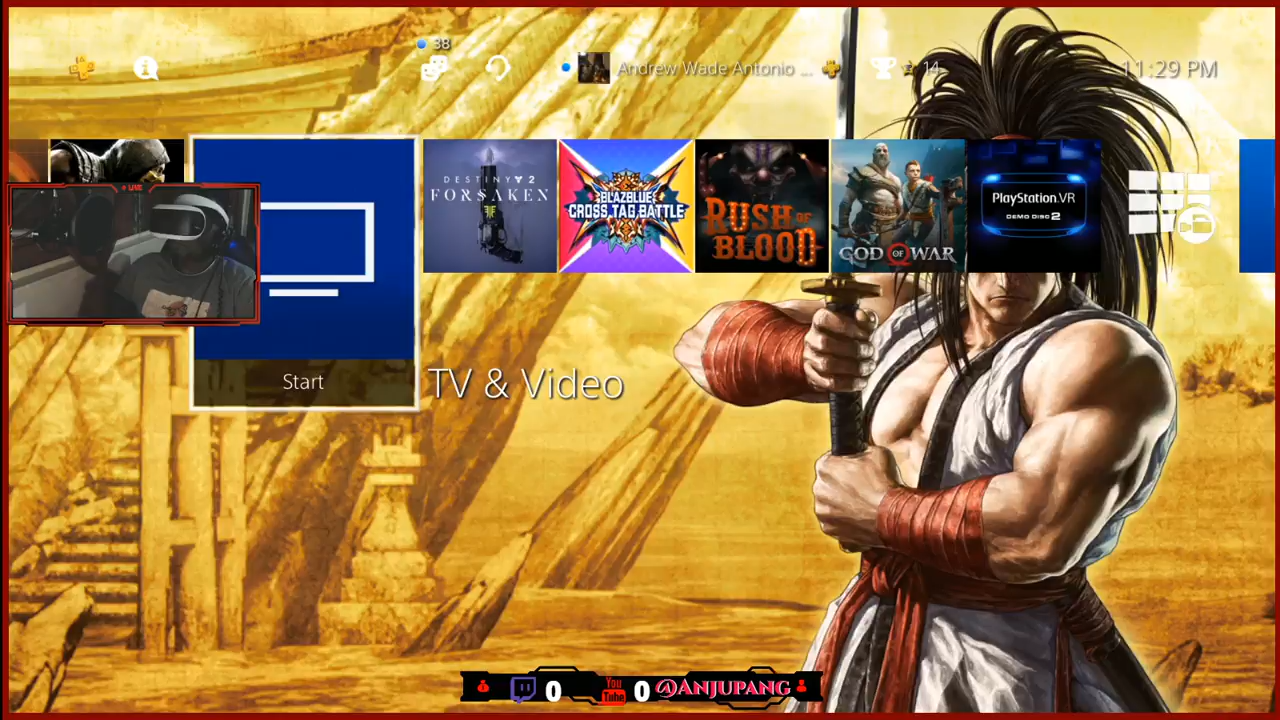 38
Andrew Wade Antonio ...
14
11:29 PM
LIVE
Start
TV & Video
DESTINY 2
FORSAKEN
BLAZBLUE
CROSS TAG BATTLE
RUSH OF
BLOOD
GOD OF WAR
PlayStation.VR
DEMO DISC 2
0
You
Tube
0
@ANJUPANG